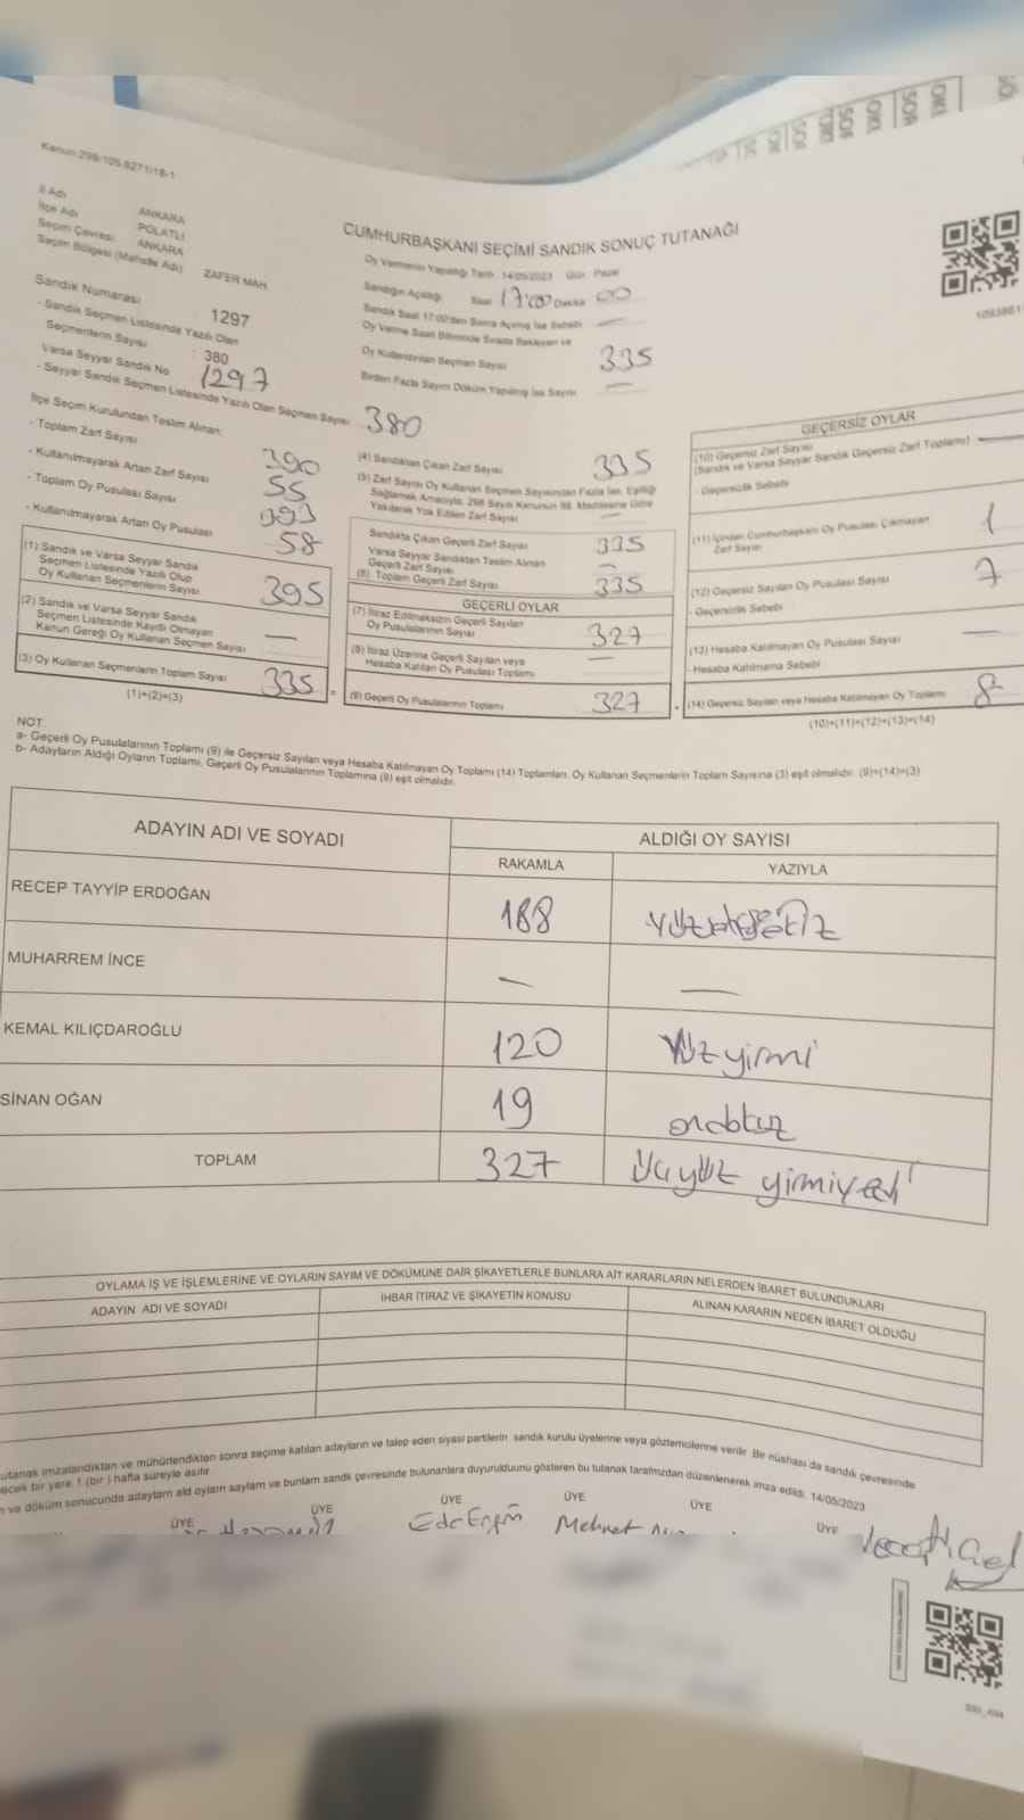 Kanun:298/105.8271/18-1
İl Adı ANKARA
İlçe Adı POLATLI
Seçim Çevresi ANKARA
Seçim Bölgesi (Mahalle Adı) ZAFER MAH.
CUMHURBAŞKANI SEÇİMİ SANDIK SONUÇ TUTANAĞI
Oy Vermenin Yapıldığı Tarih 14/05/2023 Gün Pazar
Sandığın Açıldığı Saat 17:00 Dakika 00
Sandık Saat 17:00'den Sonra Açılmış İse Sebebi —
Oy Verme Saati Bitiminde Sırada Bekleyen ve
Oy Kullandırılan Seçmen Sayısı 335
Birden Fazla Sayım Döküm Yapılmış İse Sayısı —
Sandık Numarası 1297
- Sandık Seçmen Listesinde Yazılı Olan
Seçmenlerin Sayısı : 380
Varsa Seyyar Sandık No 1297
- Seyyar Sandık Seçmen Listesinde Yazılı Olan Seçmen Sayısı 380
İlçe Seçim Kurulundan Teslim Alınan:
- Toplam Zarf Sayısı 390
- Kullanılmayarak Artan Zarf Sayısı 55
- Toplam Oy Pusulası Sayısı 393
- Kullanılmayarak Artan Oy Pusulası 58
(1) Sandık ve Varsa Seyyar Sandık
Seçmen Listesinde Yazılı Olup
Oy Kullanan Seçmenlerin Sayısı 395
(2) Sandık ve Varsa Seyyar Sandık
Seçmen Listesinde Kayıtlı Olmayan
Kanun Gereği Oy Kullanan Seçmen Sayısı —
(3) Oy Kullanan Seçmenlerin Toplam Sayısı 335
(1)+(2)=(3)
(4) Sandıktan Çıkan Zarf Sayısı 335
(5) Zarf Sayısı Oy Kullanan Seçmen Sayısından Fazla İse, Eşitliği
Sağlamak Amacıyla, 298 Sayılı Kanunun 98. Maddesine Göre
Yakılarak Yok Edilen Zarf Sayısı —
Sandıkta Çıkan Geçerli Zarf Sayısı 335
Varsa Seyyar Sandıktan Teslim Alınan
Geçerli Zarf Sayısı —
(6) Toplam Geçerli Zarf Sayısı 335
GEÇERLİ OYLAR
(7) İtiraz Edilmeksizin Geçerli Sayılan
Oy Pusulalarının Sayısı 327
(8) İtiraz Üzerine Geçerli Sayılan veya
Hesaba Katılan Oy Pusulası Toplamı —
(9) Geçerli Oy Pusulalarının Toplamı 327
GEÇERSİZ OYLAR
(10) Geçersiz Zarf Sayısı
(Sandık ve Varsa Seyyar Sandık Geçersiz Zarf Toplamı) —
- Geçersizlik Sebebi
(11) İçinden Cumhurbaşkanı Oy Pusulası Çıkmayan
Zarf Sayısı 1
(12) Geçersiz Sayılan Oy Pusulası Sayısı 7
- Geçersizlik Sebebi
(13) Hesaba Katılmayan Oy Pusulası Sayısı —
- Hesaba Katılmama Sebebi
(14) Geçersiz Sayılan veya Hesaba Katılmayan Oy Toplamı 8
(10)+(11)+(12)+(13)=(14)
NOT:
a- Geçerli Oy Pusulalarının Toplamı (9) ile Geçersiz Sayılan veya Hesaba Katılmayan Oy Toplamı (14) Toplamları, Oy Kullanan Seçmenlerin Toplam Sayısına (3) eşit olmalıdır. (9)+(14)=(3)
b- Adayların Aldığı Oyların Toplamı, Geçerli Oy Pusulalarının Toplamına (9) eşit olmalıdır.
ADAYIN ADI VE SOYADI ALDIĞI OY SAYISI
RAKAMLA YAZIYLA
RECEP TAYYİP ERDOĞAN 188 yüzseksensekiz
MUHARREM İNCE — —
KEMAL KILIÇDAROĞLU 120 Yüz yirmi
SİNAN OĞAN 19 ondokuz
TOPLAM 327 Üçyüz yirmiyedi
OYLAMA İŞ VE İŞLEMLERİNE VE OYLARIN SAYIM VE DÖKÜMÜNE DAİR ŞİKAYETLERLE BUNLARA AİT KARARLARIN NELERDEN İBARET BULUNDUKLARI
ADAYIN ADI VE SOYADI İHBAR İTİRAZ VE ŞİKAYETİN KONUSU ALINAN KARARIN NEDEN İBARET OLDUĞU
utanak imzalandıktan ve mühürlendikten sonra seçime katılan adayların ve talep eden siyasi partilerin sandık kurulu üyelerine veya gözlemcilerine verilir. Bir nüshası da sandık çevresinde
ecek bir yere 1 (bir) hafta süreyle asılır.
ve döküm sonucunda adayların aldı oyların sayılam ve bunların sandık çevresinde bulunanlara duyurulduunu gösteren bu tutanak tarafımızdan düzenlenerek imza edildi. 14/05/2023
ÜYE ÜYE ÜYE ÜYE ÜYE ÜYE
Eda Ergin Mehmet